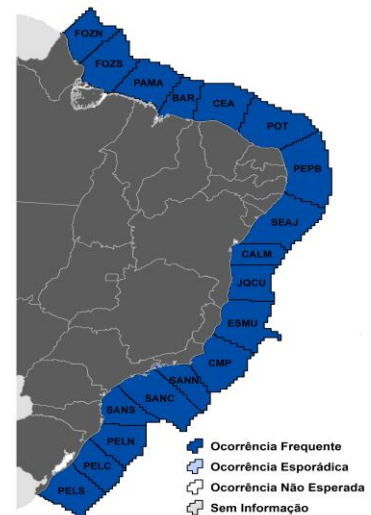 FOZN
FOZS
PAMA
BAR
CEA
POT
PEPB
SEAJ
CALM
JQCU
ESMU
CMP
SANN
SANC
SANS
PELN
PELC
PELS
Ocorrência Frequente
Ocorrência Esporádica
Ocorrência Não Esperada
Sem Informação